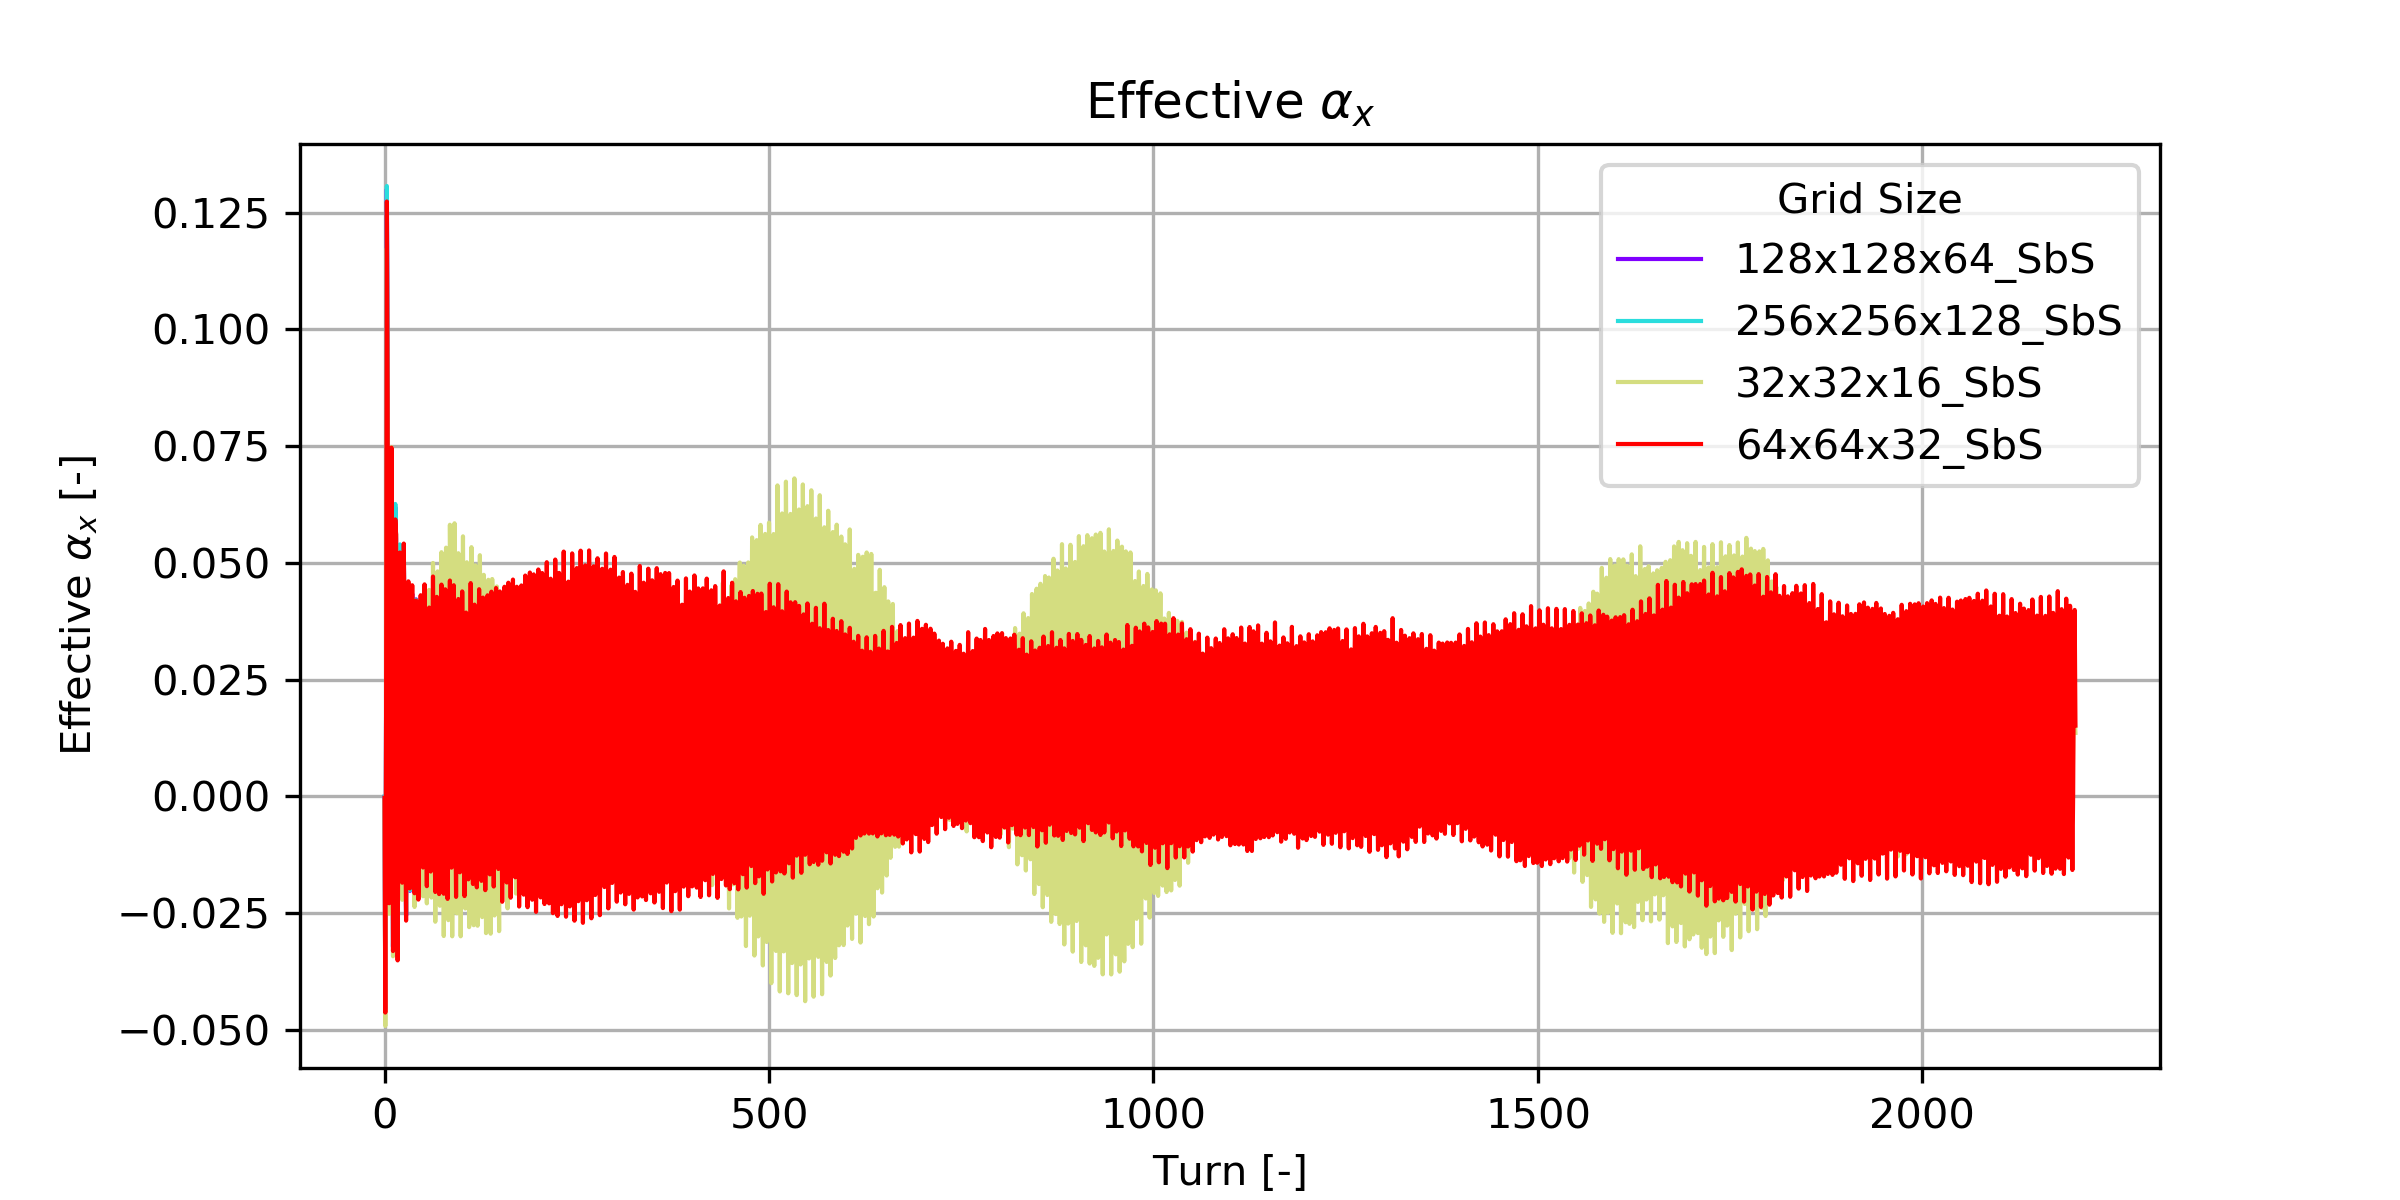 Effective αx
Effective αx [-]
0.125
0.100
0.075
0.050
0.025
0.000
−0.025
−0.050
0
500
1000
1500
2000
Turn [-]
Grid Size
128x128x64_SbS
256x256x128_SbS
32x32x16_SbS
64x64x32_SbS